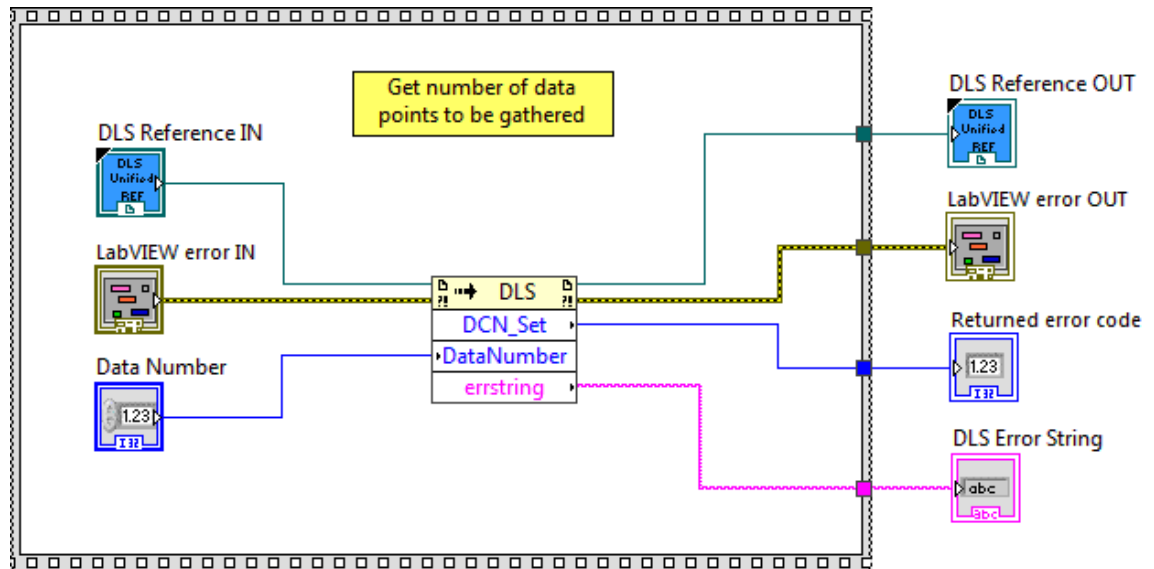 Get number of data
points to be gathered
DLS Reference IN
DLS
Unified
REF
LabVIEW error IN
Data Number
1.23
I32
?!
DLS
?!
DCN_Set
DataNumber
errstring
DLS Reference OUT
DLS
Unified
REF
LabVIEW error OUT
Returned error code
1.23
I32
DLS Error String
abc
abc